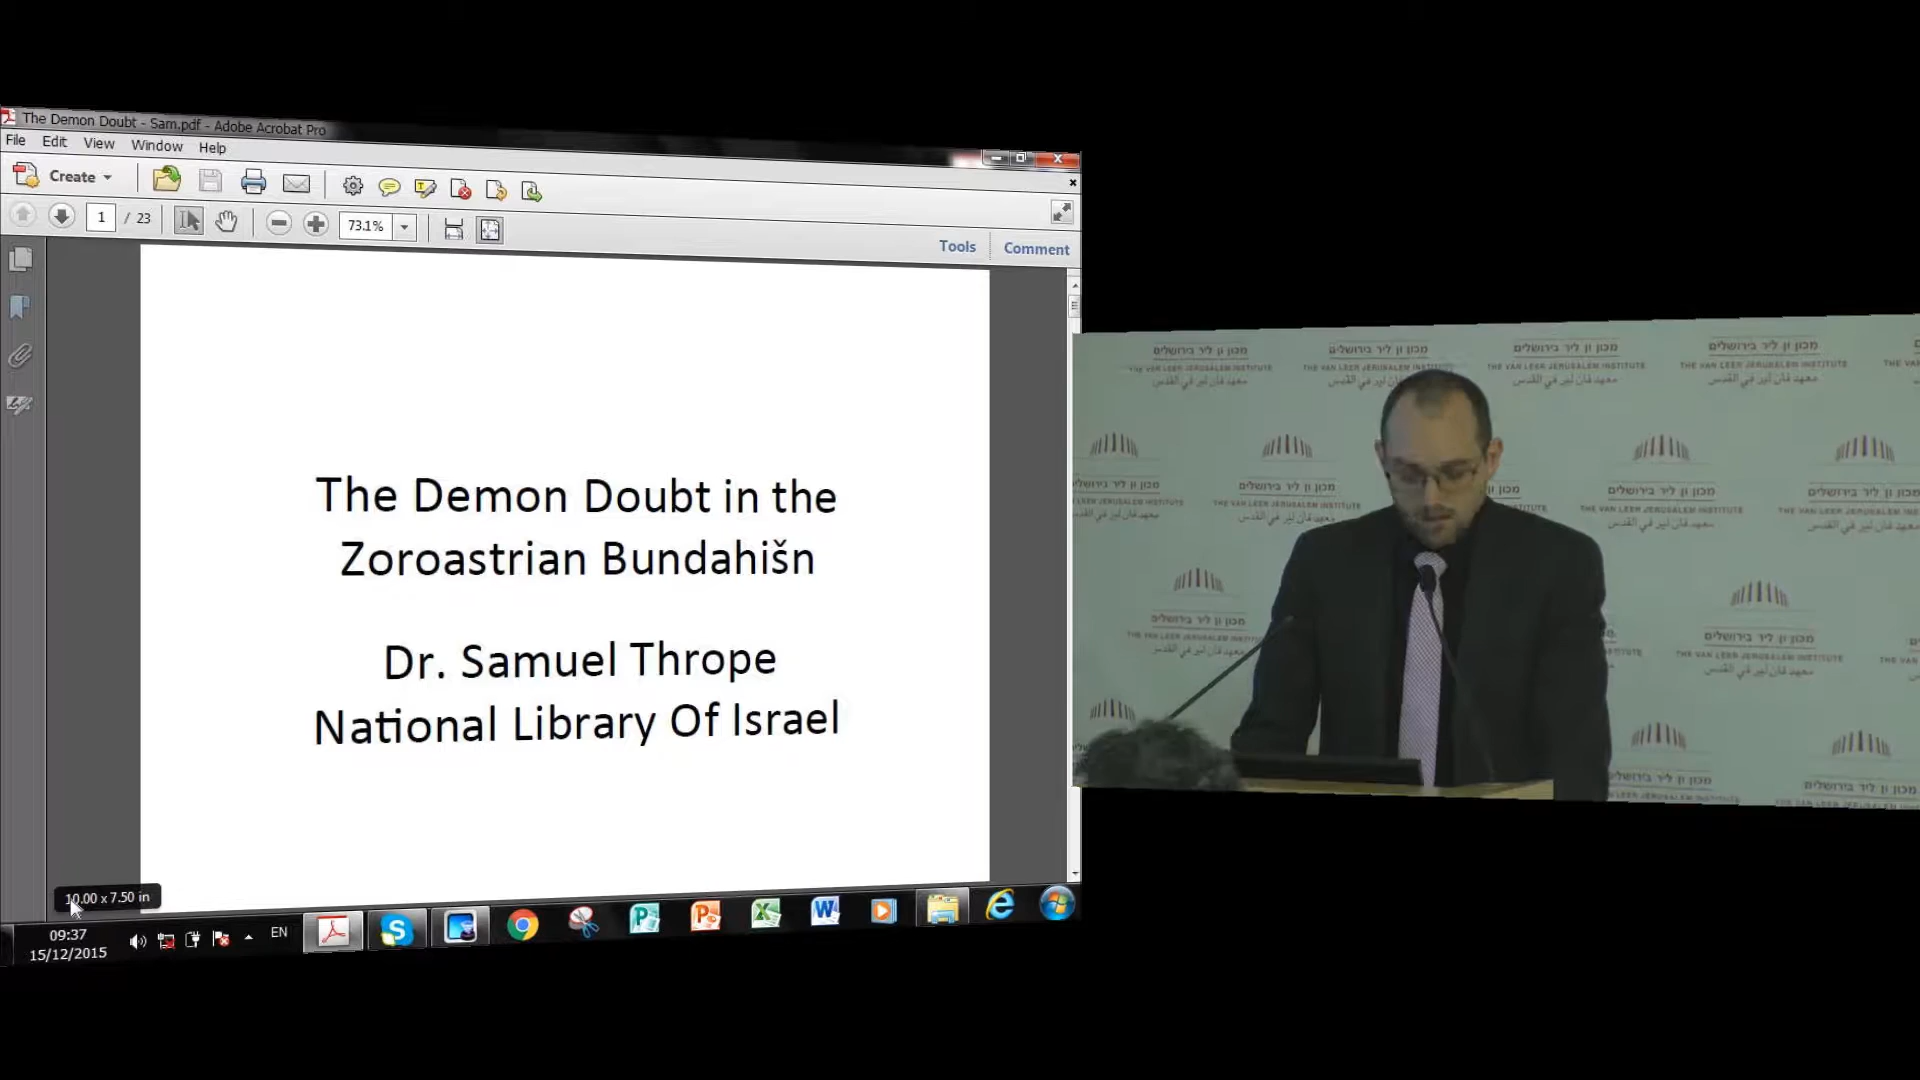 The Demon Doubt - Sam.pdf - Adobe Acrobat Pro
File Edit View Window Help
Create
1 / 23
73.1%
Tools Comment
The Demon Doubt in the
Zoroastrian Bundahišn
Dr. Samuel Thrope
National Library Of Israel
10.00 x 7.50 in
09:37
15/12/2015
EN
מכון ון ליר בירושלים
THE VAN LEER JERUSALEM INSTITUTE
معهد فان لير في القدس